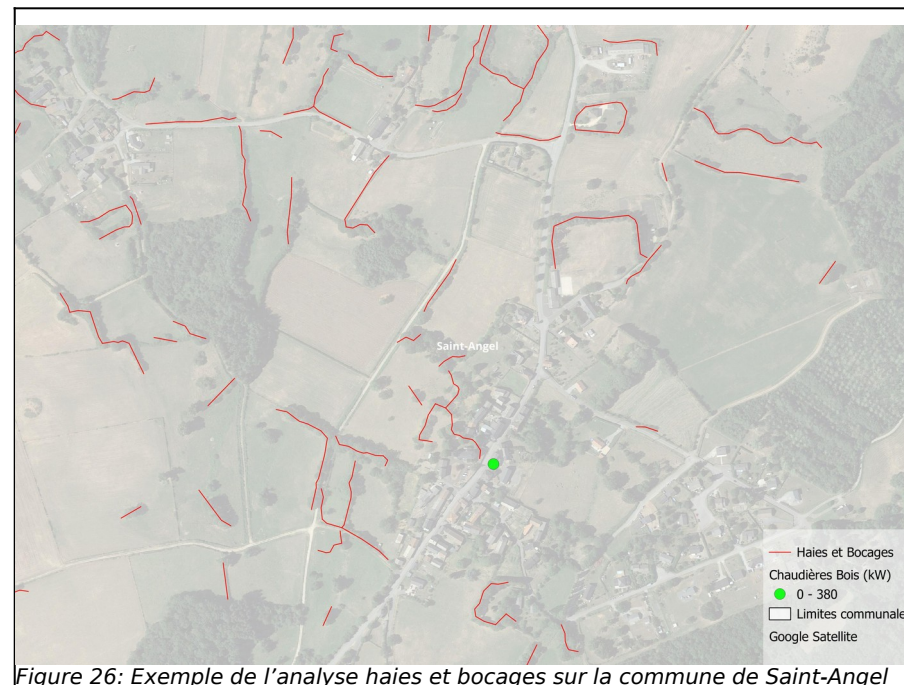 Saint-Angel
Haies et Bocages
Chaudières Bois (kW)
0 - 380
Limites communale
Google Satellite
Figure 26: Exemple de l'analyse haies et bocages sur la commune de Saint-Angel